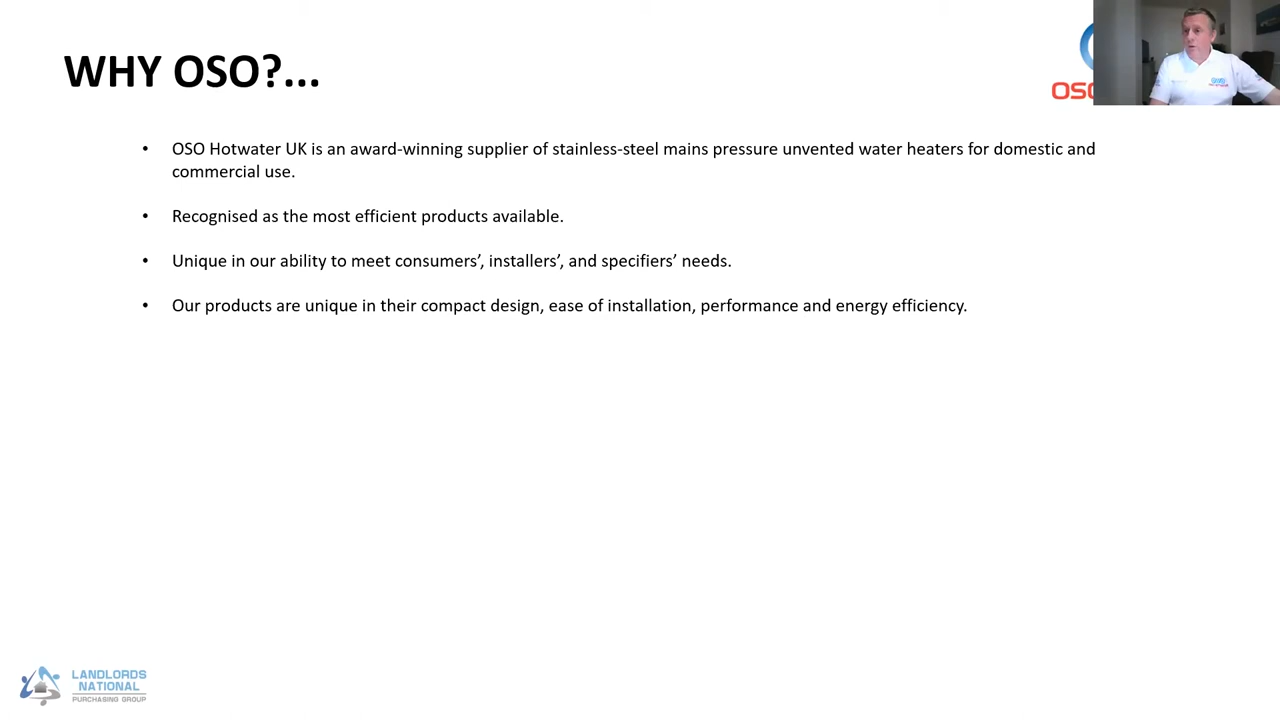 WHY OSO?...
OSO Hotwater UK is an award-winning supplier of stainless-steel mains pressure unvented water heaters for domestic and
commercial use.
Recognised as the most efficient products available.
Unique in our ability to meet consumers’, installers’, and specifiers’ needs.
Our products are unique in their compact design, ease of installation, performance and energy efficiency.
LANDLORDS
NATIONAL
PURCHASING GROUP